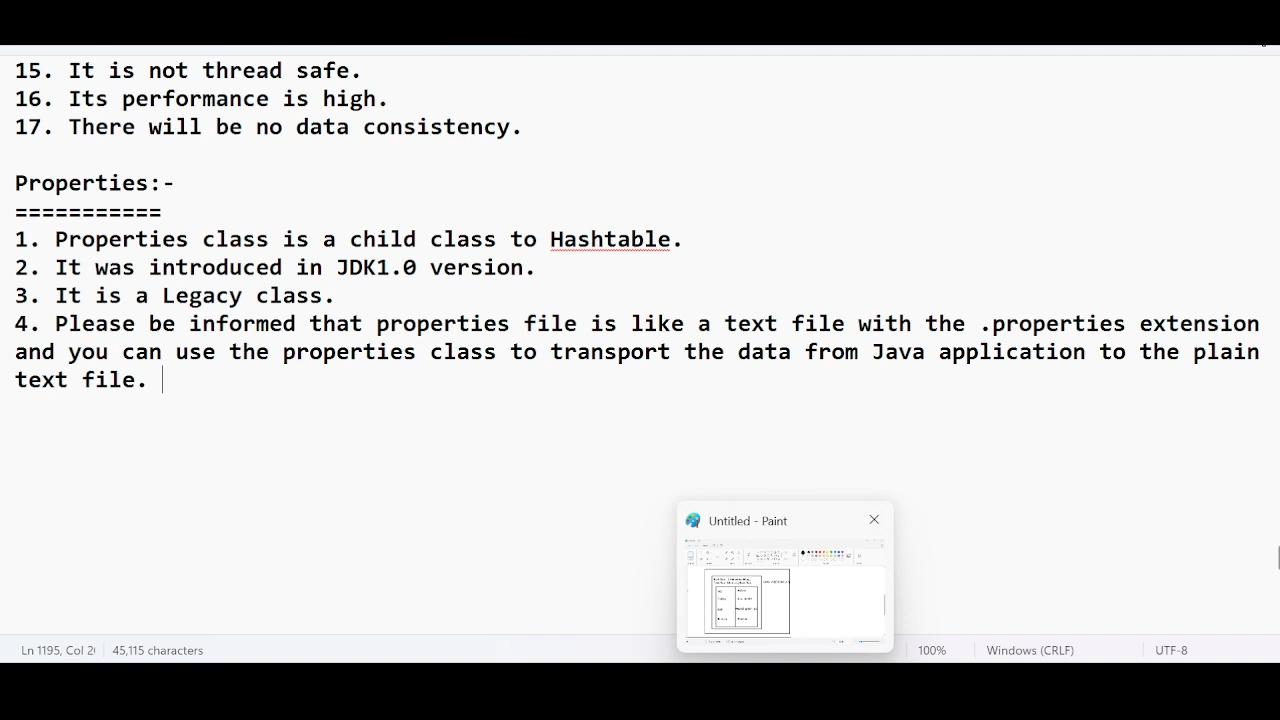 15. It is not thread safe.
16. Its performance is high.
17. There will be no data consistency.
Properties:-
===========
1. Properties class is a child class to Hashtable.
2. It was introduced in JDK1.0 version.
3. It is a Legacy class.
4. Please be informed that properties file is like a text file with the .properties extension
and you can use the properties class to transport the data from Java application to the plain
text file.
Untitled - Paint
Ln 1195, Col 2 45,115 characters 100% Windows (CRLF) UTF-8